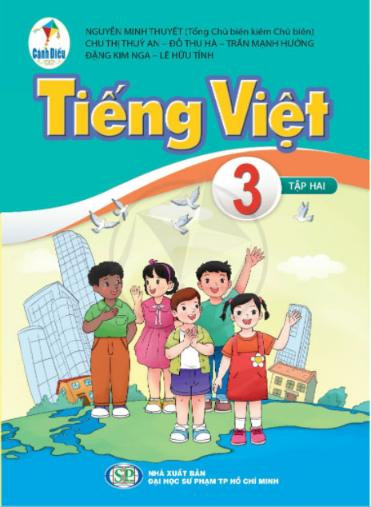 NGUYỄN MINH THUYẾT (Tổng Chủ biên kiêm Chủ biên)
CHU THỊ THUỶ AN – ĐỖ THU HÀ – TRẦN MẠNH HƯỞNG
ĐẶNG KIM NGA – LÊ HỮU TỈNH
Cánh Diều
Tiếng Việt
3
TẬP HAI
SP
NHÀ XUẤT BẢN
ĐẠI HỌC SƯ PHẠM TP HỒ CHÍ MINH